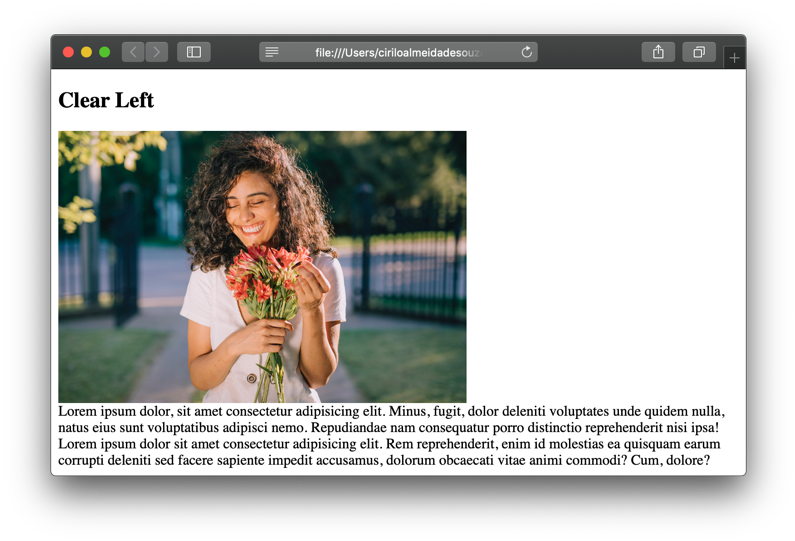 file:///Users/ciriloalmeidadesouz
Clear Left
Lorem ipsum dolor, sit amet consectetur adipisicing elit. Minus, fugit, dolor deleniti voluptates unde quidem nulla,
natus eius sunt voluptatibus adipisci nemo. Repudiandae nam consequatur porro distinctio reprehenderit nisi ipsa!
Lorem ipsum dolor sit amet consectetur adipisicing elit. Rem reprehenderit, enim id molestias ea quisquam earum
corrupti deleniti sed facere sapiente impedit accusamus, dolorum obcaecati vitae animi commodi? Cum, dolore?